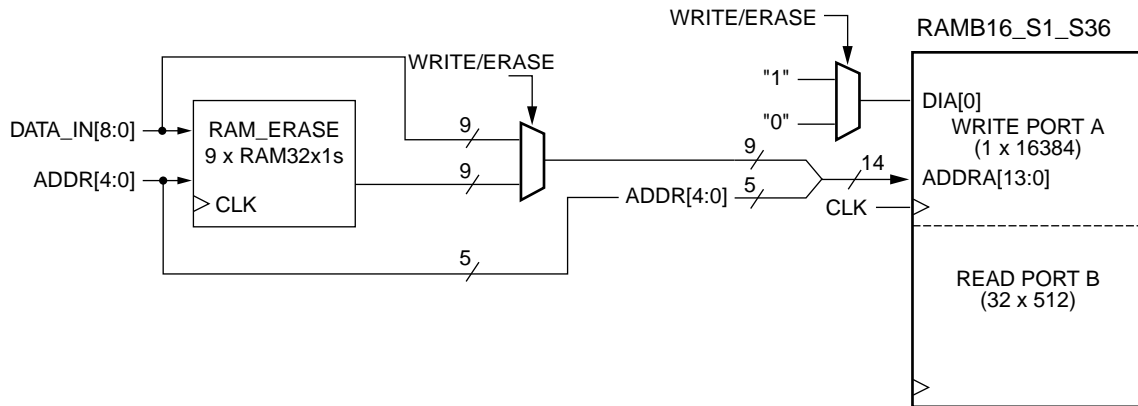 WRITE/ERASE
RAMB16_S1_S36
WRITE/ERASE
"1"
DIA[0]
DATA_IN[8:0]
RAM_ERASE
9
"0"
WRITE PORT A
9 x RAM32x1s
(1 x 16384)
9
14
ADDR[4:0]
9
ADDRA[13:0]
ADDR[4:0]
5
CLK
CLK
5
READ PORT B
(32 x 512)